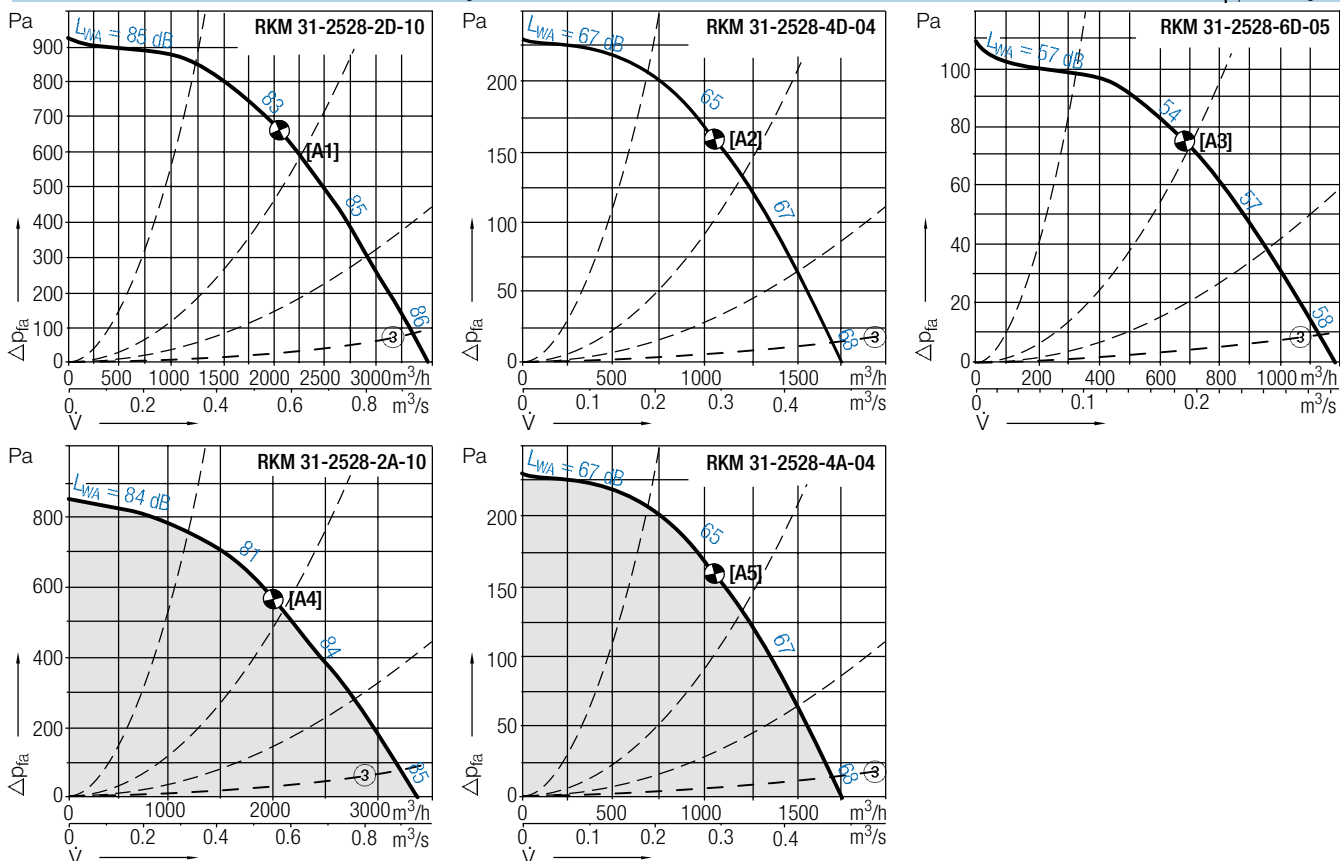 Pa
RKM 31-2528-2D-10
LWA = 85 dB
900
800
700
600
500
400
300
200
100
0
83
[A1]
85
86
3
Δpfa
0 500 1000 1500 2000 2500 3000 m³/h
0 0.2 0.4 0.6 0.8 m³/s
V̇
Pa
RKM 31-2528-4D-04
LWA = 67 dB
200
150
100
50
0
65
[A2]
67
68
3
Δpfa
0 500 1000 1500 m³/h
0 0.1 0.2 0.3 0.4 m³/s
V̇
Pa
RKM 31-2528-6D-05
LWA = 57 dB
100
80
60
40
20
0
54
[A3]
57
58
3
Δpfa
0 200 400 600 800 1000 m³/h
0 0.1 0.2 m³/s
V̇
Pa
RKM 31-2528-2A-10
LWA = 84 dB
800
600
400
200
0
81
[A4]
84
85
3
Δpfa
0 1000 2000 3000 m³/h
0 0.2 0.4 0.6 0.8 m³/s
V̇
Pa
RKM 31-2528-4A-04
LWA = 67 dB
200
150
100
50
0
65
[A5]
67
68
3
Δpfa
0 500 1000 1500 m³/h
0 0.1 0.2 0.3 0.4 m³/s
V̇